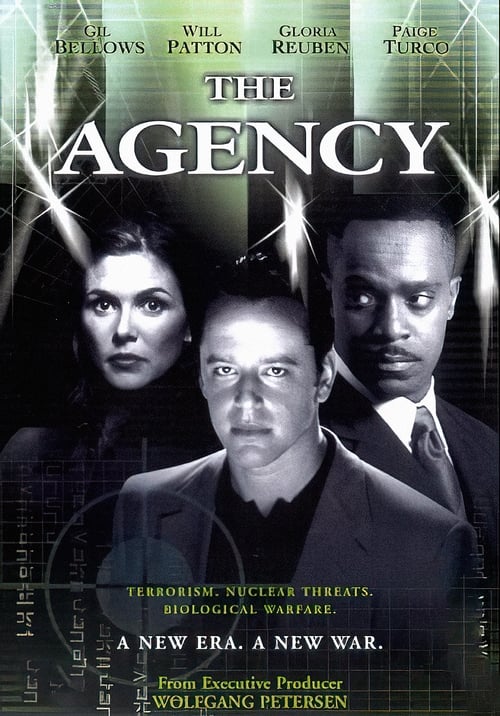 GIL BELLOWS
WILL PATTON
GLORIA REUBEN
PAIGE TURCO
THE
AGENCY
TERRORISM. NUCLEAR THREATS.
BIOLOGICAL WARFARE.
A NEW ERA. A NEW WAR.
From Executive Producer
WOLFGANG PETERSEN